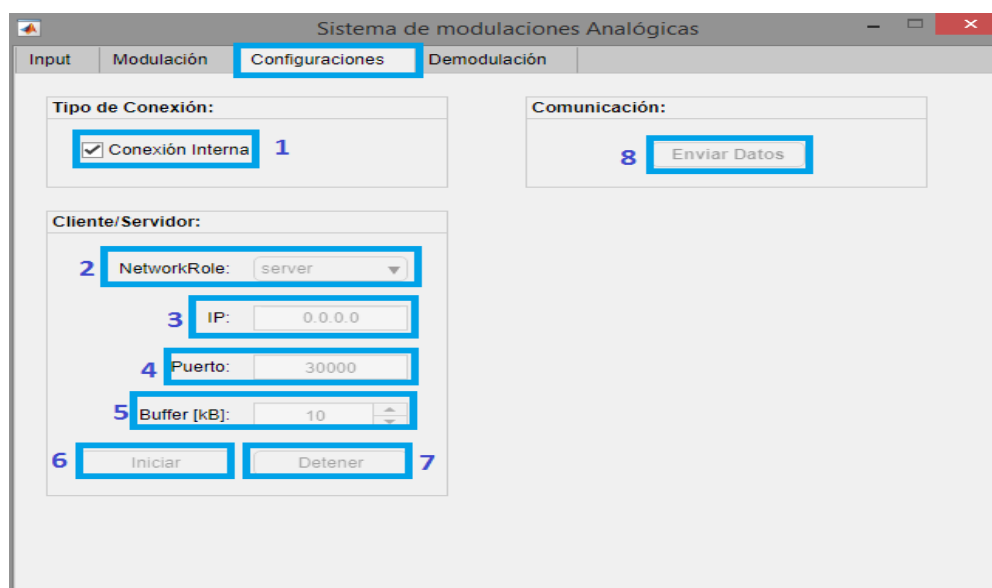 Sistema de modulaciones Analógicas
Input Modulación Configuraciones Demodulación
Tipo de Conexión:
Conexión Interna 1
Comunicación:
8 Enviar Datos
Cliente/Servidor:
2 NetworkRole: server
3 IP: 0.0.0.0
4 Puerto: 30000
5 Buffer [kB]: 10
6 Iniciar Detener 7